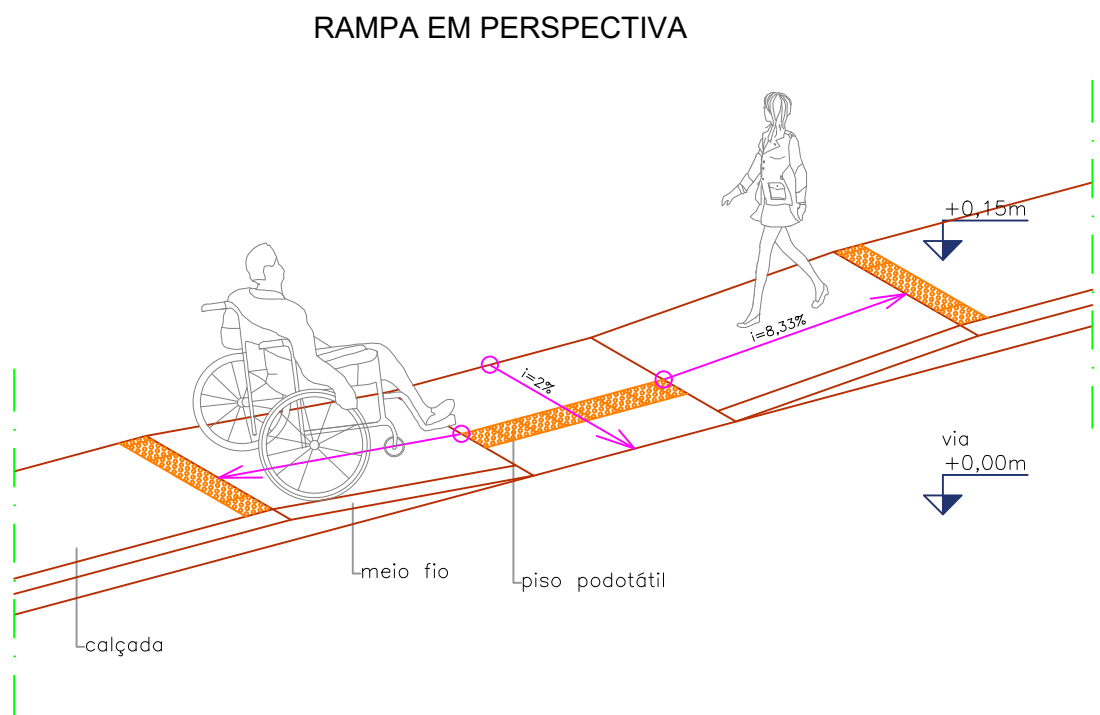 RAMPA EM PERSPECTIVA
+0,15m
i=8,33%
i=2%
via
+0,00m
meio fio
piso podotátil
calçada